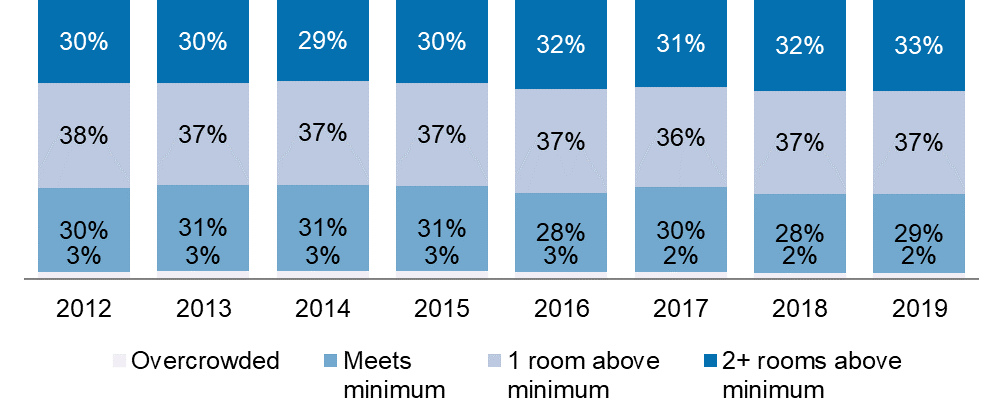 30% 30% 29% 30% 32% 31% 32% 33%
38% 37% 37% 37% 37% 36% 37% 37%
30% 31% 31% 31% 28% 30% 28% 29%
3% 3% 3% 3% 3% 2% 2% 2%
2012 2013 2014 2015 2016 2017 2018 2019
Overcrowded Meets 1 room above 2+ rooms above
minimum minimum minimum